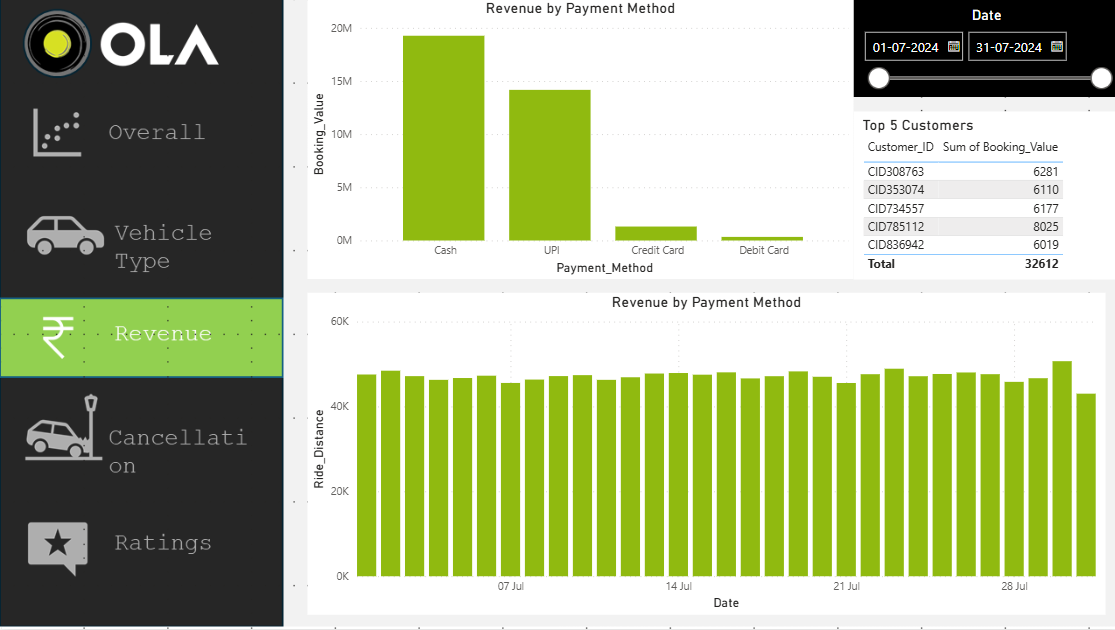 OLA
Overall
Vehicle
Type
Revenue
Cancellati
on
Ratings
Revenue by Payment Method
Booking_Value
20M
15M
10M
5M
0M
Cash UPI Credit Card Debit Card
Payment_Method
Date
01-07-2024 31-07-2024
Top 5 Customers
Customer_ID Sum of Booking_Value
CID308763 6281
CID353074 6110
CID734557 6177
CID785112 8025
CID836942 6019
Total 32612
Revenue by Payment Method
Ride_Distance
60K
40K
20K
0K
07 Jul 14 Jul 21 Jul 28 Jul
Date